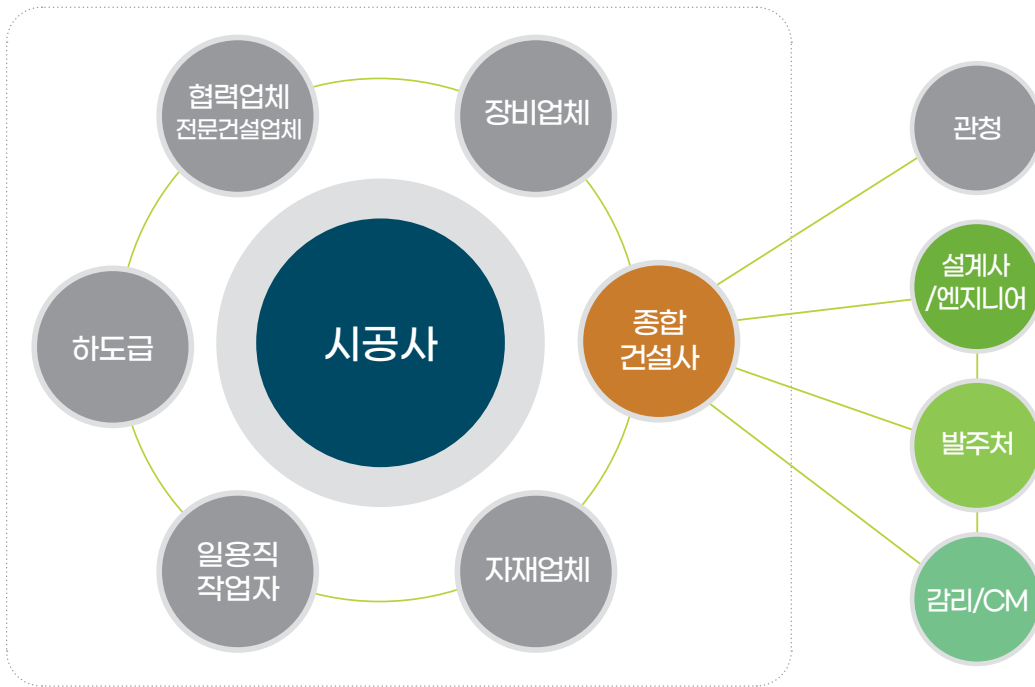 협력업체
전문건설업체
장비업체
관청
설계사
/엔지니어
종합
건설사
시공사
하도급
발주처
일용직
작업자
자재업체
감리/CM